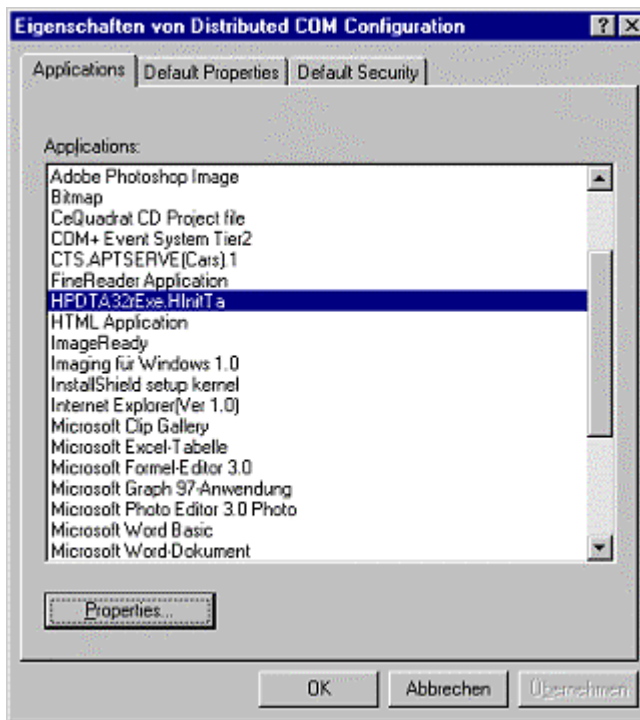 Eigenschaften von Distributed COM Configuration
Applications Default Properties Default Security
Applications:
Adobe Photoshop Image
Bitmap
CeQuadrat CD Project file
COM+ Event System Tier2
CTS.APTSERVE(Cars).1
FineReader Application
HPDTA32rExe.HInitTa
HTML Application
ImageReady
Imaging für Windows 1.0
InstallShield setup kernel
Internet Explorer(Ver 1.0)
Microsoft Clip Gallery
Microsoft Excel-Tabelle
Microsoft Formel-Editor 3.0
Microsoft Graph 97-Anwendung
Microsoft Photo Editor 3.0 Photo
Microsoft Word Basic
Microsoft Word-Dokument
Properties...
OK Abbrechen Übernehmen